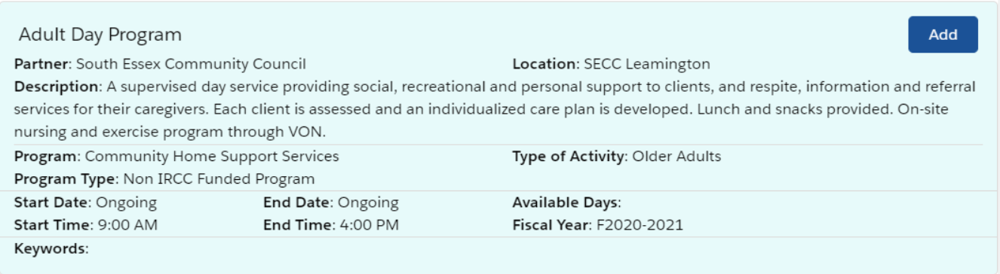 Adult Day Program
Add
Partner: South Essex Community Council
Location: SECC Leamington
Description: A supervised day service providing social, recreational and personal support to clients, and respite, information and referral
services for their caregivers. Each client is assessed and an individualized care plan is developed. Lunch and snacks provided. On-site
nursing and exercise program through VON.
Program: Community Home Support Services
Type of Activity: Older Adults
Program Type: Non IRCC Funded Program
Start Date: Ongoing
End Date: Ongoing
Available Days:
Start Time: 9:00 AM
End Time: 4:00 PM
Fiscal Year: F2020-2021
Keywords: